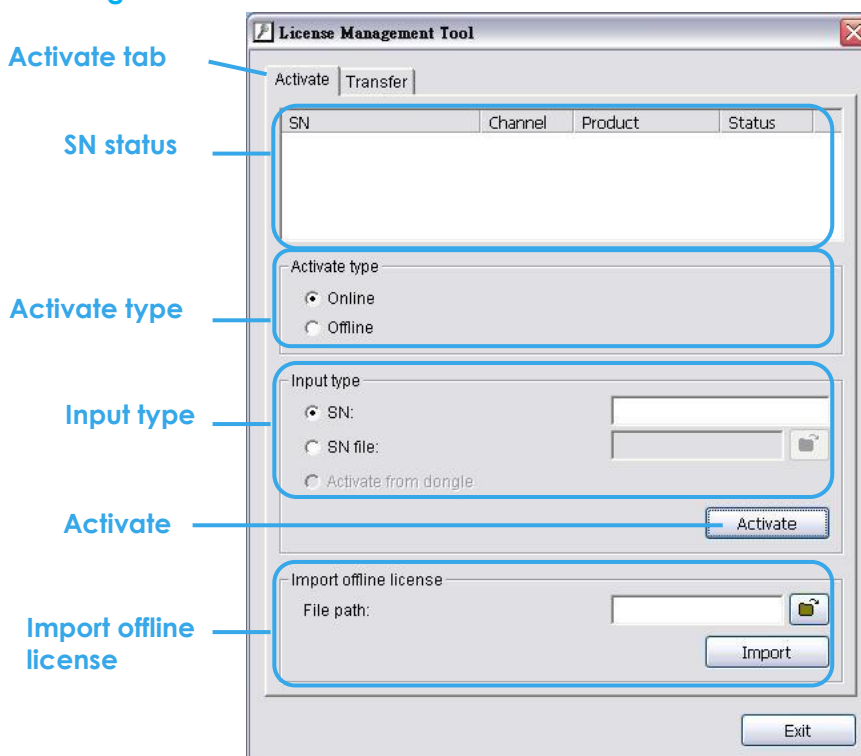 License Management Tool
Activate tab
Activate Transfer
SN Channel Product Status
SN status
Activate type
Online
Activate type
Offline
Input type
Input type
SN:
SN file:
Activate from dongle
Activate
Activate
Import offline license
File path:
Import offline
license
Import
Exit